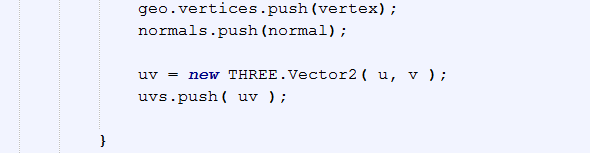 geo.vertices.push(vertex);
normals.push(normal);
uv = new THREE.Vector2( u, v );
uvs.push( uv );
}